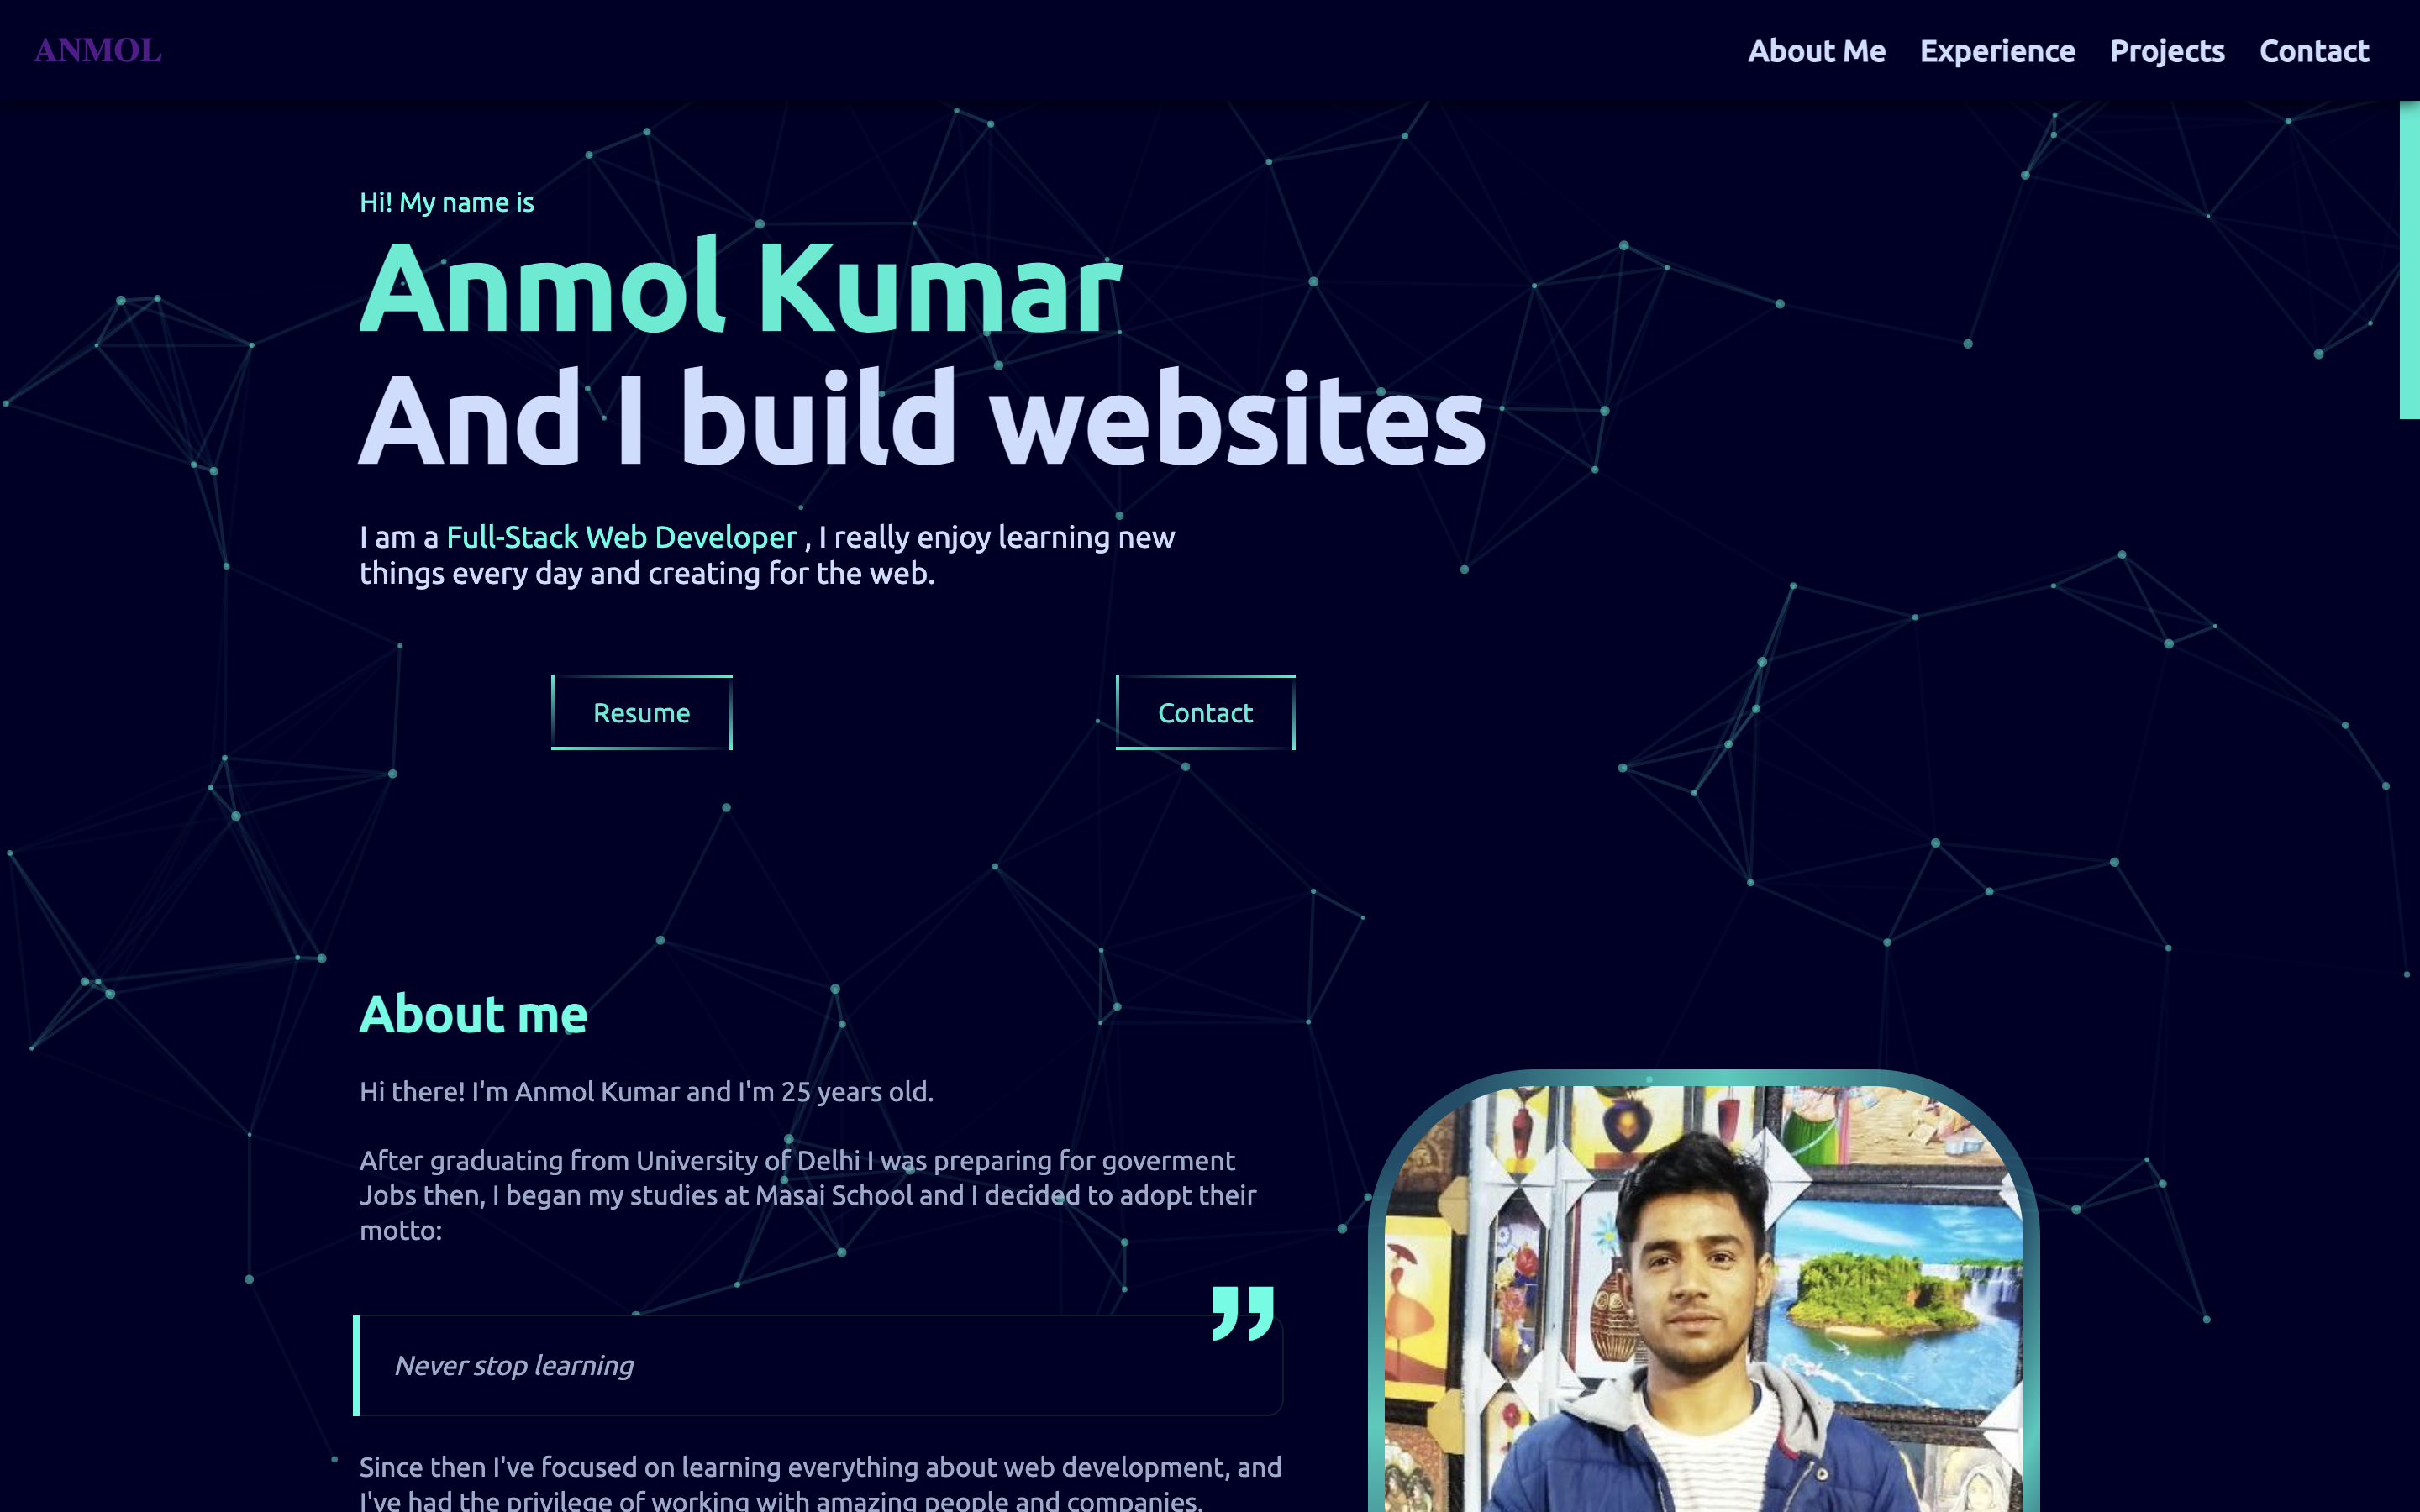 ANMOL
About Me Experience Projects Contact
Hi! My name is
Anmol Kumar
And I build websites
I am a Full-Stack Web Developer , I really enjoy learning new
things every day and creating for the web.
Resume
Contact
About me
Hi there! I'm Anmol Kumar and I'm 25 years old.
After graduating from University of Delhi I was preparing for goverment
Jobs then, I began my studies at Masai School and I decided to adopt their
motto:
”
Never stop learning
Since then I've focused on learning everything about web development, and
I've had the privilege of working with amazing people and companies.